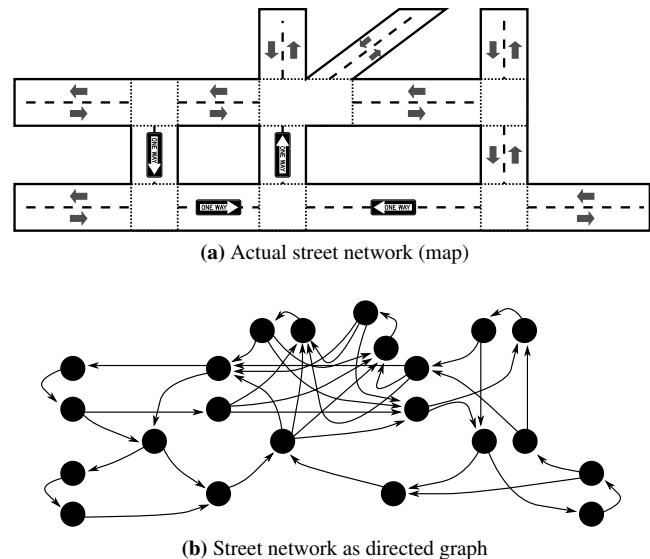 ONE WAY
ONE WAY
ONE WAY
ONE WAY
(a) Actual street network (map)
(b) Street network as directed graph